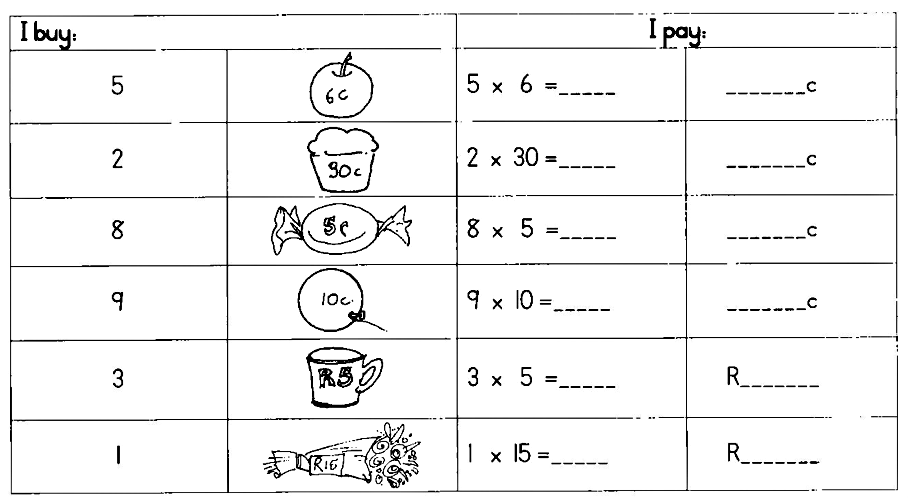 I buy: I pay:
5 6c 5 × 6 =_____ _______c
2 30c 2 × 30 =_____ _______c
8 5c 8 × 5 =_____ _______c
9 10c 9 × 10 =_____ _______c
3 R5 3 × 5 =_____ R_______
1 R15 1 × 15 =_____ R_______